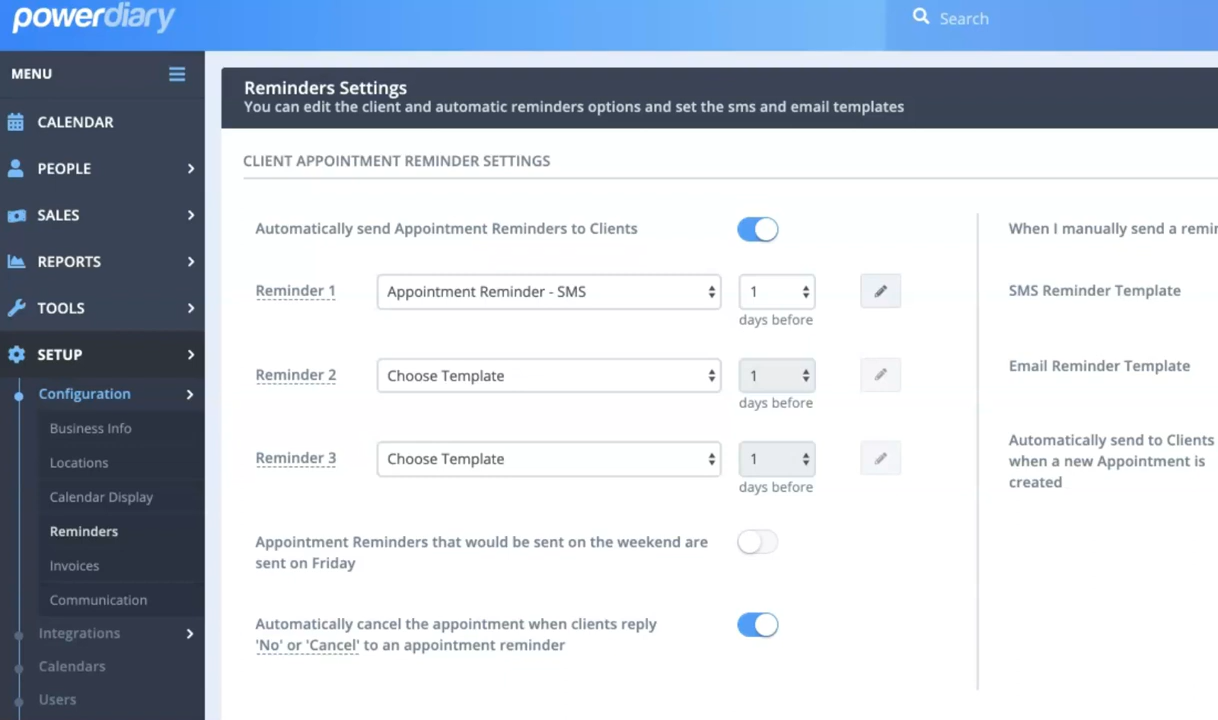 powerdiary
Search
MENU
CALENDAR
PEOPLE
SALES
REPORTS
TOOLS
SETUP
Configuration
Business Info
Locations
Calendar Display
Reminders
Invoices
Communication
Integrations
Calendars
Users
Reminders Settings
You can edit the client and automatic reminders options and set the sms and email templates
CLIENT APPOINTMENT REMINDER SETTINGS
Automatically send Appointment Reminders to Clients
Reminder 1 Appointment Reminder - SMS 1
days before
Reminder 2 Choose Template 1
days before
Reminder 3 Choose Template 1
days before
Appointment Reminders that would be sent on the weekend are
sent on Friday
Automatically cancel the appointment when clients reply
'No' or 'Cancel' to an appointment reminder
When I manually send a remin
SMS Reminder Template
Email Reminder Template
Automatically send to Clients
when a new Appointment is
created